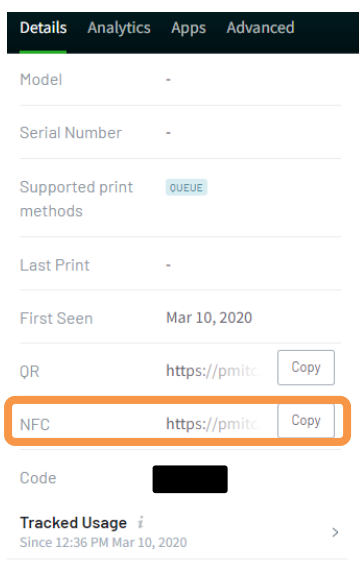 Details Analytics Apps Advanced
Model -
Serial Number -
Supported print methods QUEUE
Last Print -
First Seen Mar 10, 2020
QR https://pmitc Copy
NFC https://pmitc Copy
Code
Tracked Usage i
Since 12:36 PM Mar 10, 2020 >